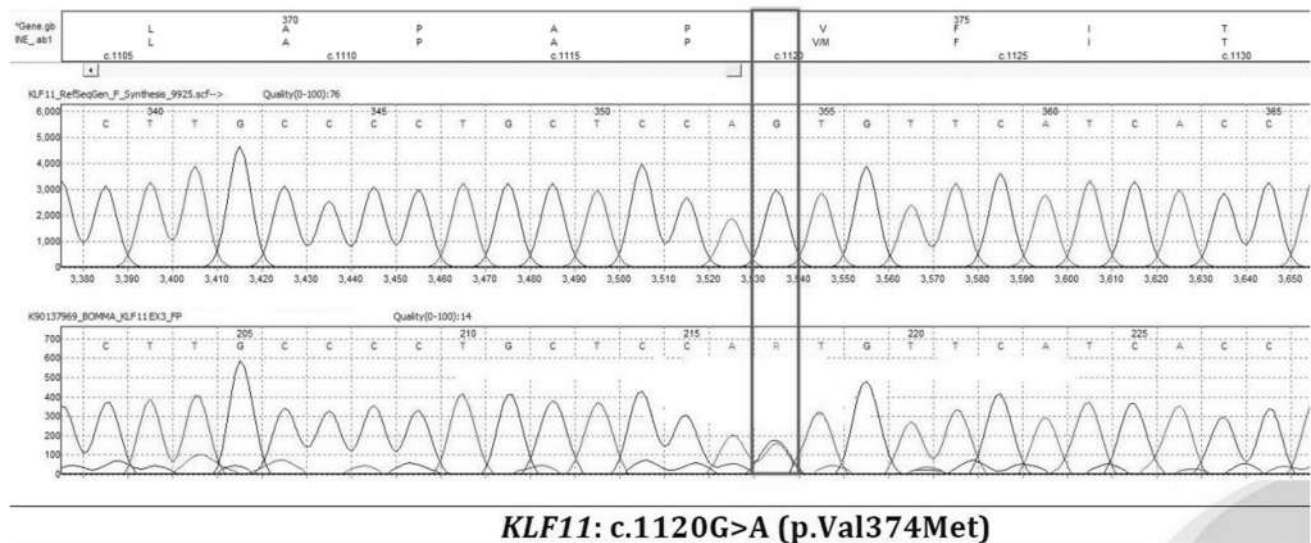 370 375
*Gene.gb L A P A P V F I T
INE_.ab1 L A P A P V/M F I T
c.1105 c.1110 c.1115 c.1120 c.1125 c.1130
KLF11_RefSeqGen_F_Synthesis_9925.scf--> Quality(0-100):76
6,000 340 345 350 355 360 365
C T T G C C C C T G C T C C A G T G T T C A T C A C C
5,000
4,000
3,000
2,000
1,000
0
3,380 3,390 3,400 3,410 3,420 3,430 3,440 3,450 3,460 3,470 3,480 3,490 3,500 3,510 3,520 3,530 3,540 3,550 3,560 3,570 3,580 3,590 3,600 3,610 3,620 3,630 3,640 3,650
K90137969_BOMMA_KLF11EX3_FP Quality(0-100):14
700 205 210 215 220 225
C T T G C C C C T G C T C C A R T G T T C A T C A C C
600
500
400
300
200
100
0
KLF11: c.1120G>A (p.Val374Met)